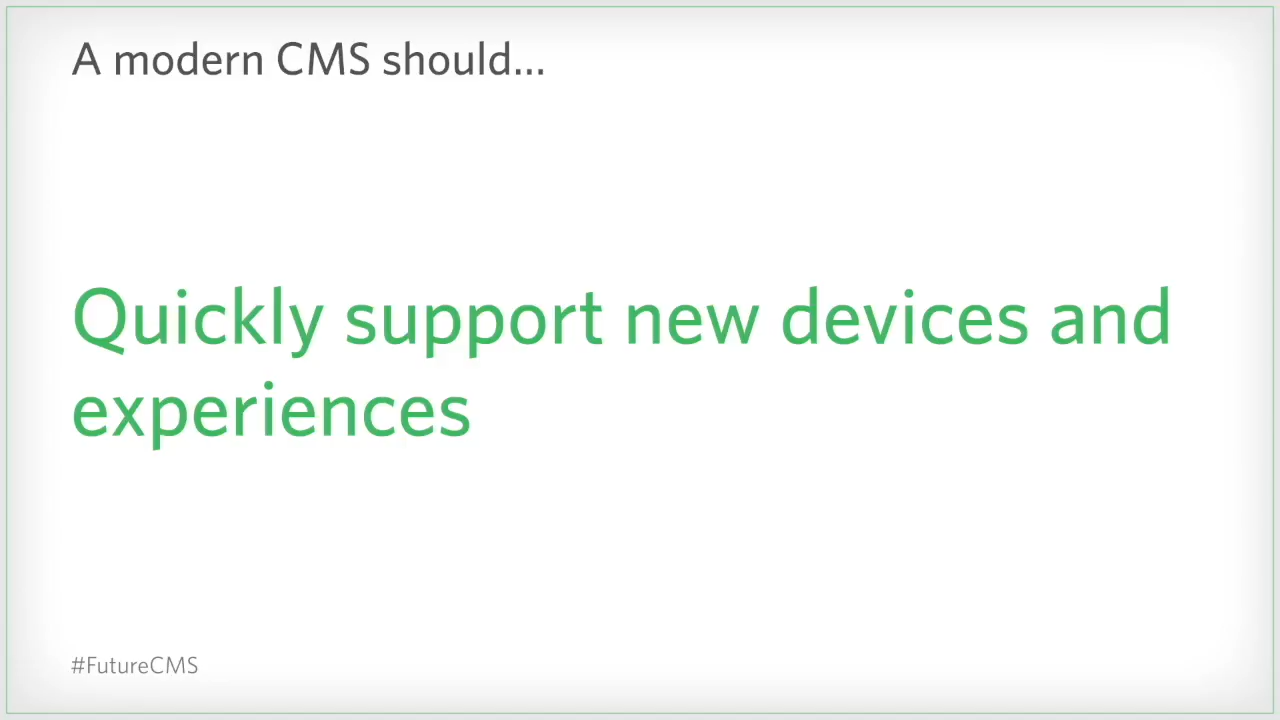 A modern CMS should...
Quickly support new devices and
experiences
#FutureCMS